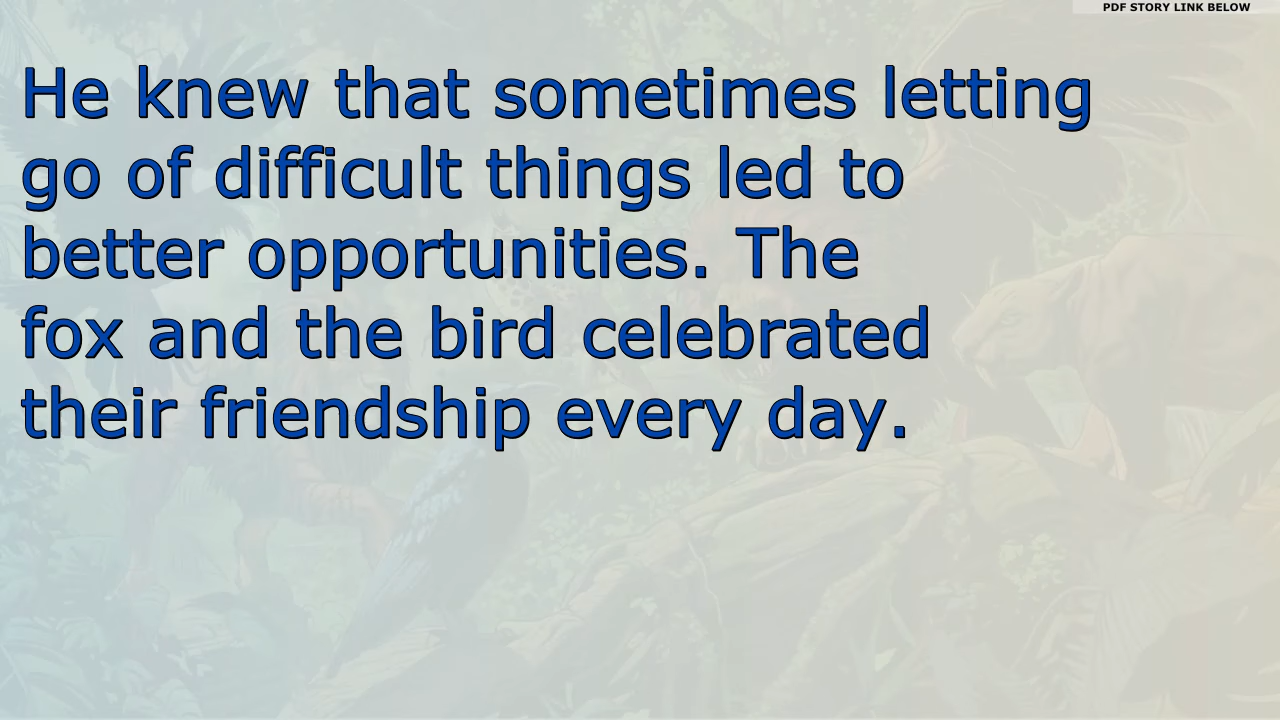 PDF STORY LINK BELOW
He knew that sometimes letting
go of difficult things led to
better opportunities. The
fox and the bird celebrated
their friendship every day.